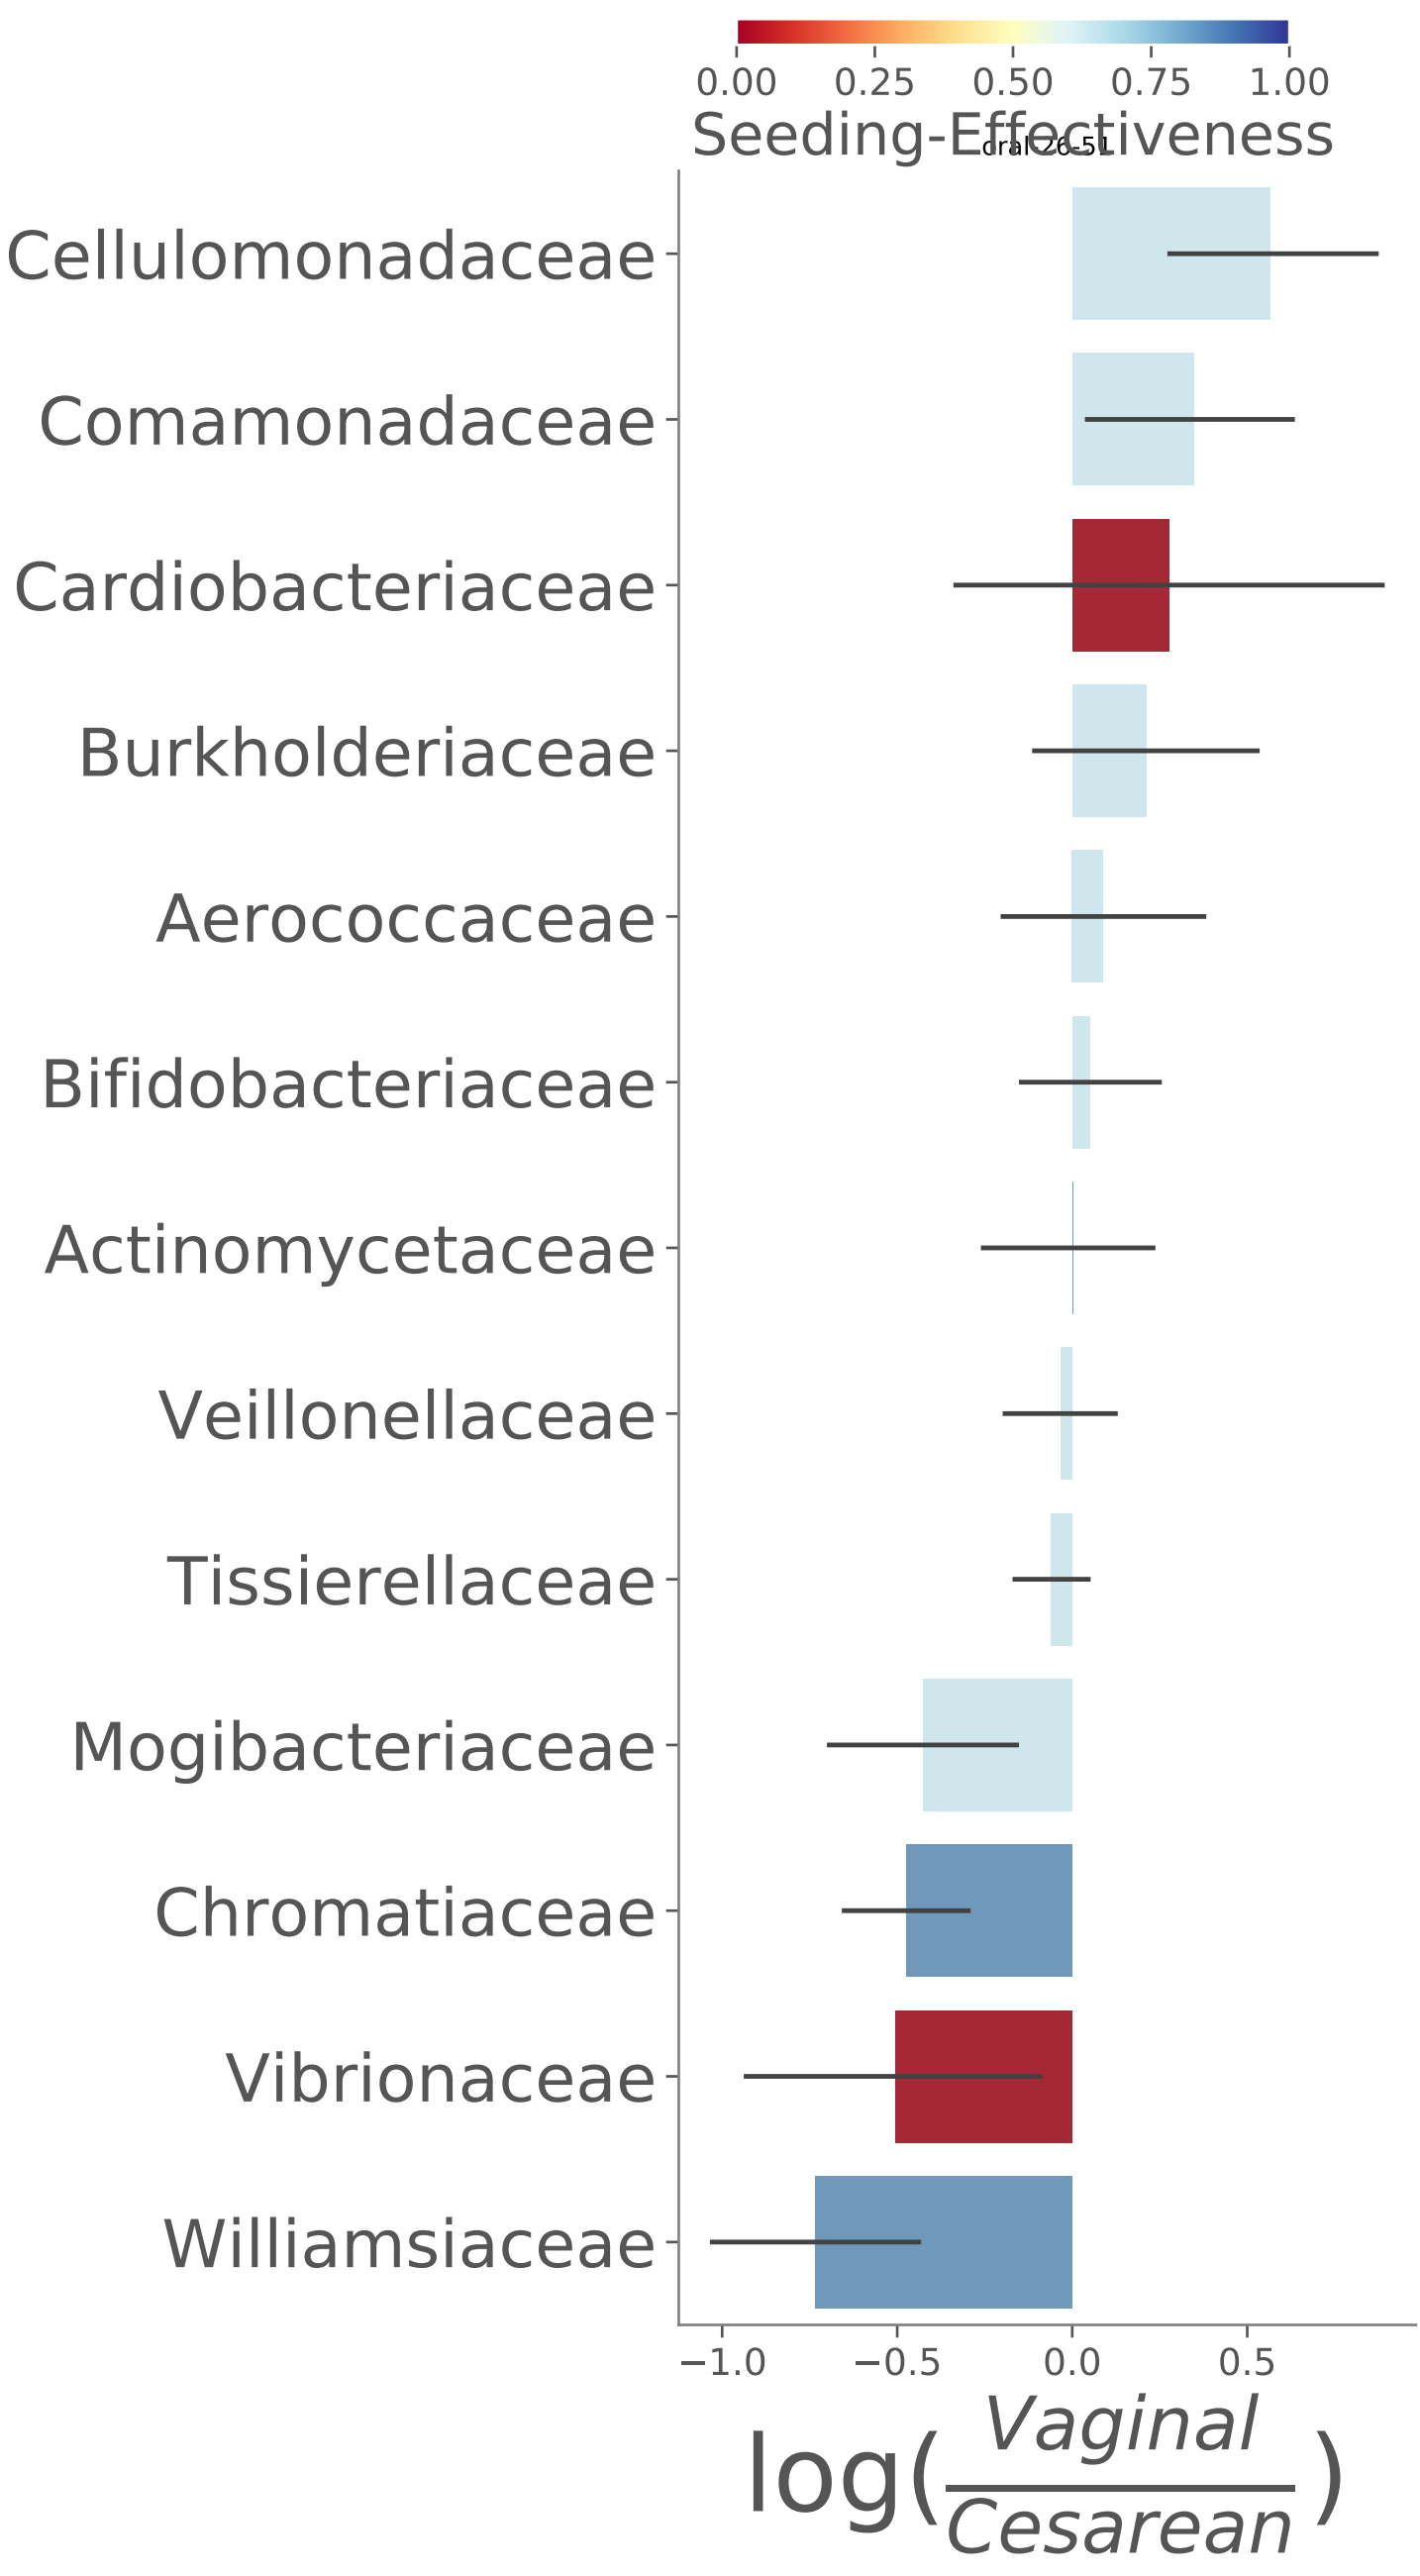 0.00 0.25 0.50 0.75 1.00
Seeding-Effectiveness
oral-26-51
Cellulomonadaceae
Comamonadaceae
Cardiobacteriaceae
Burkholderiaceae
Aerococcaceae
Bifidobacteriaceae
Actinomycetaceae
Veillonellaceae
Tissierellaceae
Mogibacteriaceae
Chromatiaceae
Vibrionaceae
Williamsiaceae
−1.0 −0.5 0.0 0.5
Vaginal
log( )
Cesarean